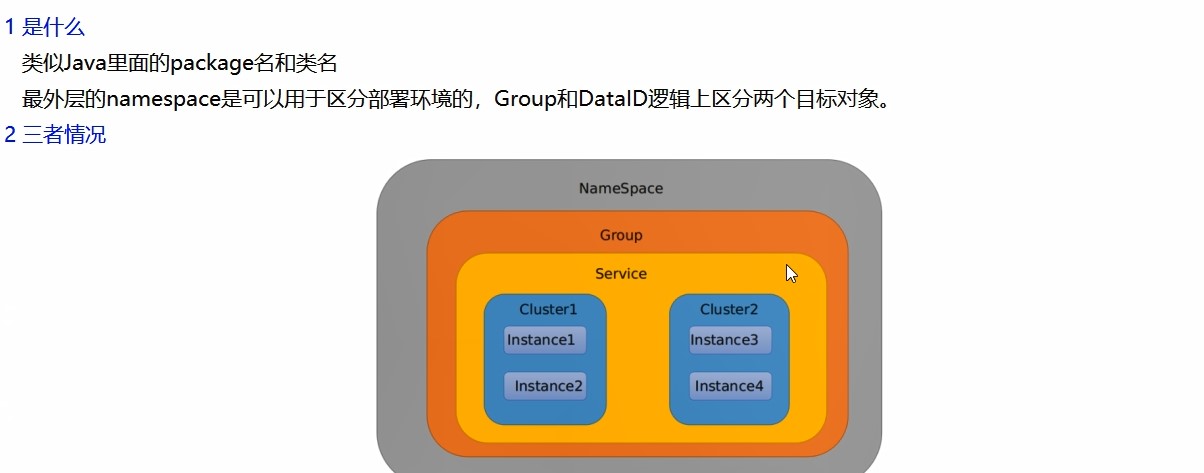 1 是什么
类似Java里面的package名和类名
最外层的namespace是可以用于区分部署环境的，Group和DataID逻辑上区分两个目标对象。
2 三者情况
NameSpace
Group
Service
Cluster1
Cluster2
Instance1
Instance3
Instance2
Instance4